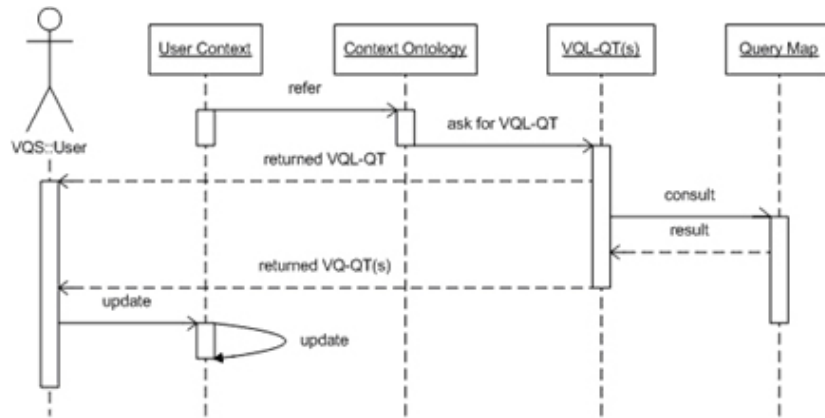 User Context
Context Ontology
VQL-QT(s)
Query Map
VQS::User
refer
ask for VQL-QT
returned VQL-QT
consult
result
returned VQ-QT(s)
update
update